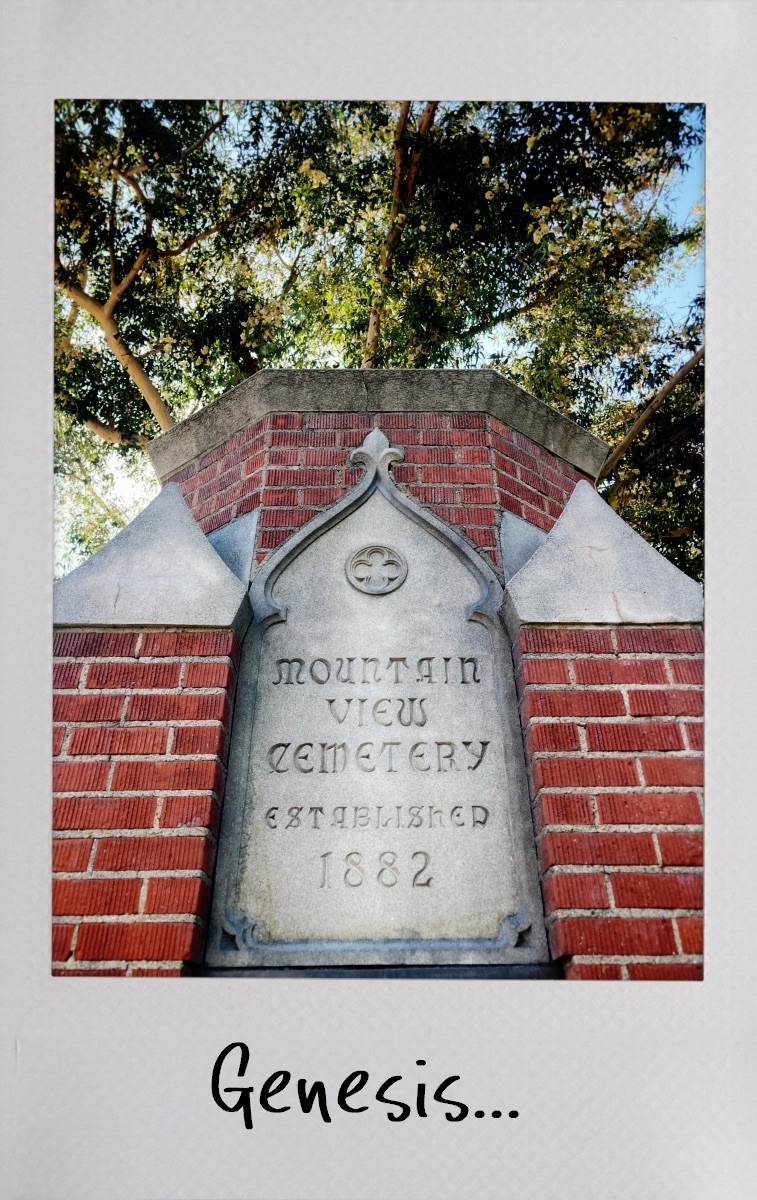 MOUNTAIN
VIEW
CEMETERY
ESTABLISHED
1882
Genesis...